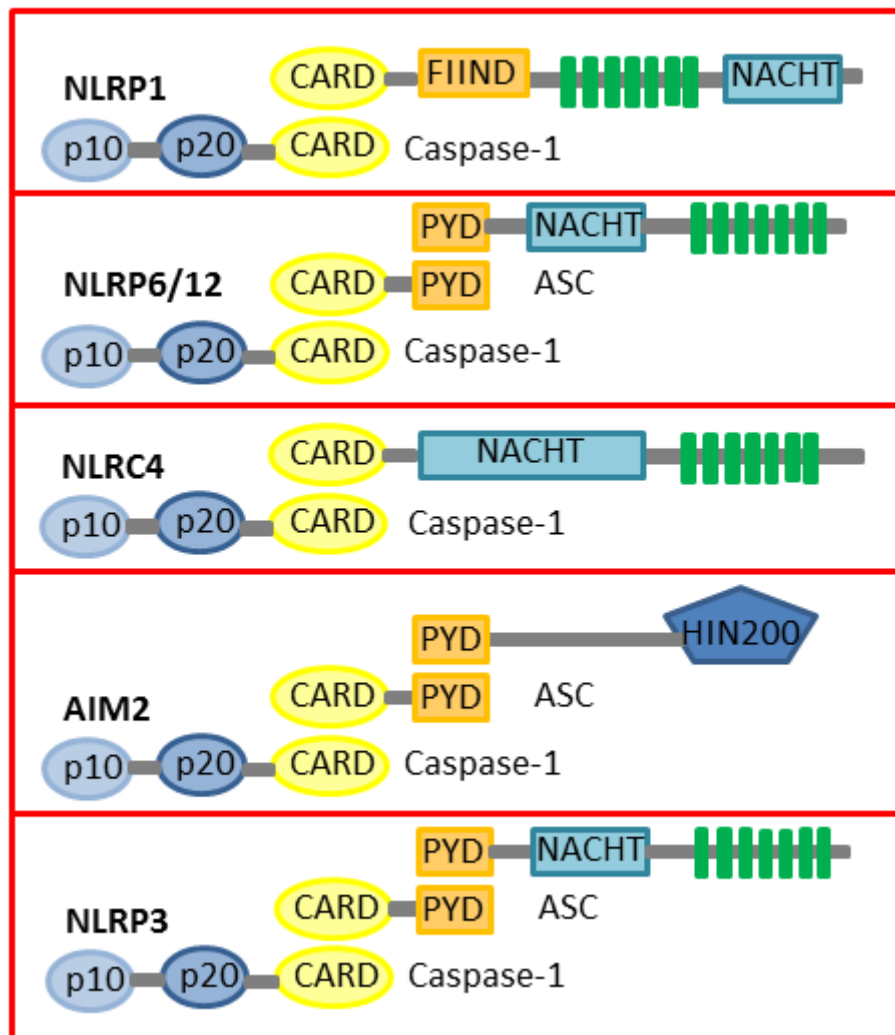 CARD FIIND NACHT
NLRP1
p10 p20 CARD Caspase-1
PYD NACHT
NLRP6/12 CARD PYD ASC
p10 p20 CARD Caspase-1
CARD NACHT
NLRC4
p10 p20 CARD Caspase-1
PYD HIN200
CARD PYD ASC
AIM2
p10 p20 CARD Caspase-1
PYD NACHT
CARD PYD ASC
NLRP3
p10 p20 CARD Caspase-1